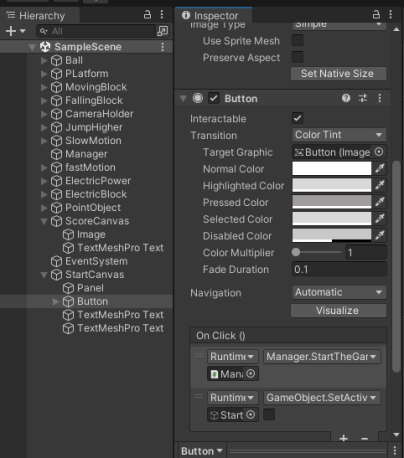 Hierarchy
All
SampleScene
Ball
PLatform
MovingBlock
FallingBlock
CameraHolder
JumpHigher
SlowMotion
Manager
fastMotion
ElectricPower
ElectricBlock
PointObject
ScoreCanvas
Image
TextMeshPro Text
EventSystem
StartCanvas
Panel
Button
TextMeshPro Text
TextMeshPro Text
Inspector
Image Type Simple
Use Sprite Mesh
Preserve Aspect
Set Native Size
Button
Interactable
Transition Color Tint
Target Graphic Button (Image
Normal Color
Highlighted Color
Pressed Color
Selected Color
Disabled Color
Color Multiplier 1
Fade Duration 0.1
Navigation Automatic
Visualize
On Click ()
Runtime Manager.StartTheGar
Mana
Runtime GameObject.SetActiv
Start
+ −
Button